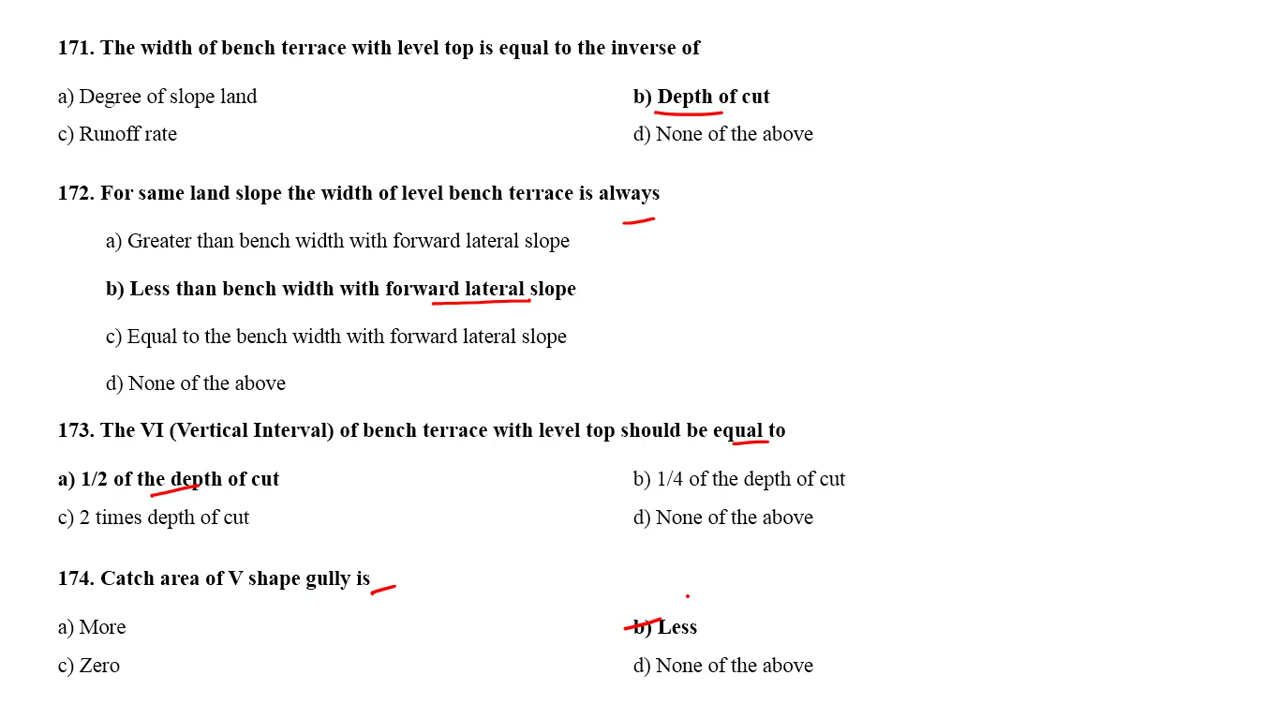 171. The width of bench terrace with level top is equal to the inverse of
a) Degree of slope land b) Depth of cut
c) Runoff rate d) None of the above
172. For same land slope the width of level bench terrace is always
a) Greater than bench width with forward lateral slope
b) Less than bench width with forward lateral slope
c) Equal to the bench width with forward lateral slope
d) None of the above
173. The VI (Vertical Interval) of bench terrace with level top should be equal to
a) 1/2 of the depth of cut b) 1/4 of the depth of cut
c) 2 times depth of cut d) None of the above
174. Catch area of V shape gully is
a) More b) Less
c) Zero d) None of the above